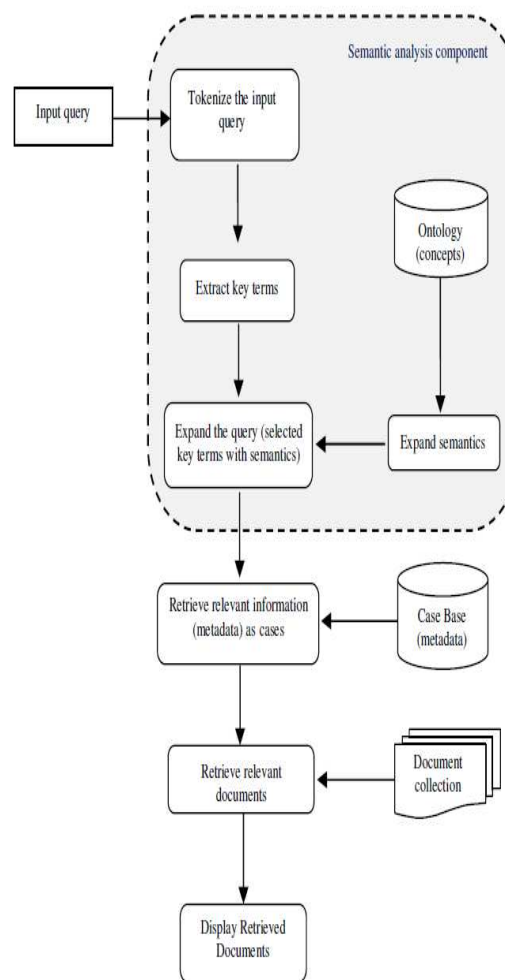 Semantic analysis component
Input query
Tokenize the input
query
Ontology
(concepts)
Extract key terms
Expand the query (selected
key terms with semantics)
Expand semantics
Retrieve relevant information
(metadata) as cases
Case Base
(metadata)
Retrieve relevant
documents
Document
collection
Display Retrieved
Documents